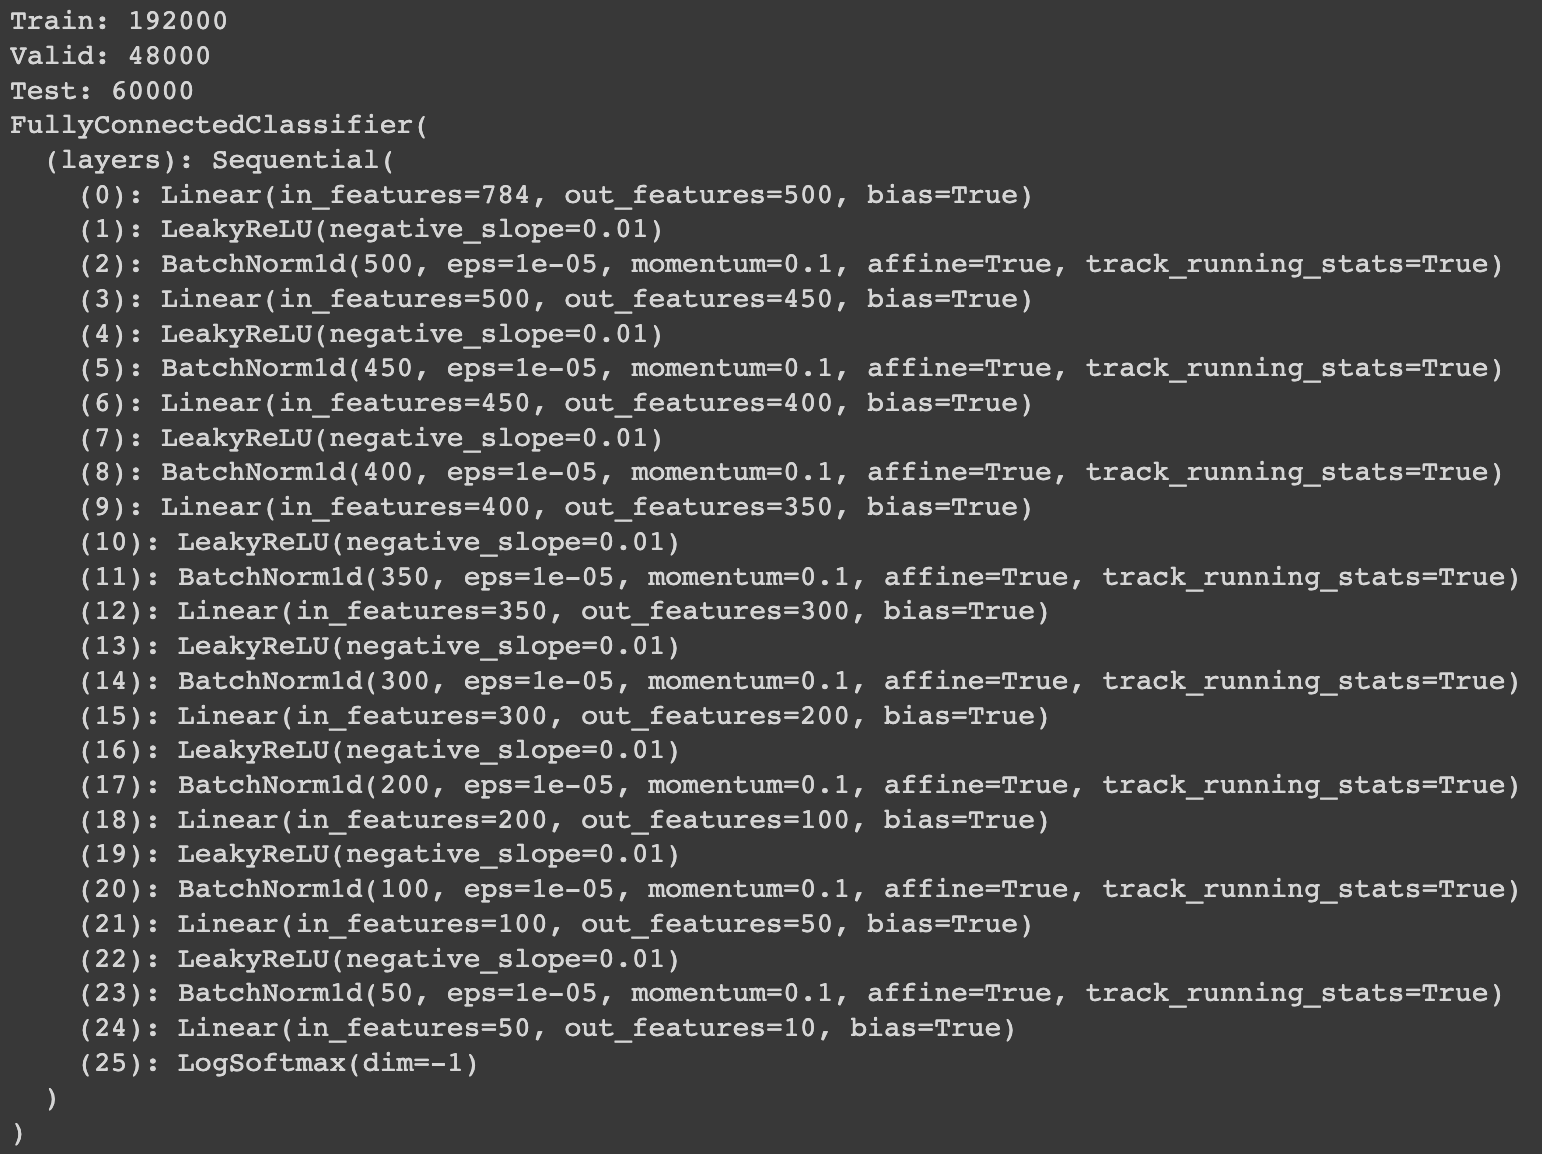 Train: 192000
Valid: 48000
Test: 60000
FullyConnectedClassifier(
  (layers): Sequential(
    (0): Linear(in_features=784, out_features=500, bias=True)
    (1): LeakyReLU(negative_slope=0.01)
    (2): BatchNorm1d(500, eps=1e-05, momentum=0.1, affine=True, track_running_stats=True)
    (3): Linear(in_features=500, out_features=450, bias=True)
    (4): LeakyReLU(negative_slope=0.01)
    (5): BatchNorm1d(450, eps=1e-05, momentum=0.1, affine=True, track_running_stats=True)
    (6): Linear(in_features=450, out_features=400, bias=True)
    (7): LeakyReLU(negative_slope=0.01)
    (8): BatchNorm1d(400, eps=1e-05, momentum=0.1, affine=True, track_running_stats=True)
    (9): Linear(in_features=400, out_features=350, bias=True)
    (10): LeakyReLU(negative_slope=0.01)
    (11): BatchNorm1d(350, eps=1e-05, momentum=0.1, affine=True, track_running_stats=True)
    (12): Linear(in_features=350, out_features=300, bias=True)
    (13): LeakyReLU(negative_slope=0.01)
    (14): BatchNorm1d(300, eps=1e-05, momentum=0.1, affine=True, track_running_stats=True)
    (15): Linear(in_features=300, out_features=200, bias=True)
    (16): LeakyReLU(negative_slope=0.01)
    (17): BatchNorm1d(200, eps=1e-05, momentum=0.1, affine=True, track_running_stats=True)
    (18): Linear(in_features=200, out_features=100, bias=True)
    (19): LeakyReLU(negative_slope=0.01)
    (20): BatchNorm1d(100, eps=1e-05, momentum=0.1, affine=True, track_running_stats=True)
    (21): Linear(in_features=100, out_features=50, bias=True)
    (22): LeakyReLU(negative_slope=0.01)
    (23): BatchNorm1d(50, eps=1e-05, momentum=0.1, affine=True, track_running_stats=True)
    (24): Linear(in_features=50, out_features=10, bias=True)
    (25): LogSoftmax(dim=-1)
  )
)